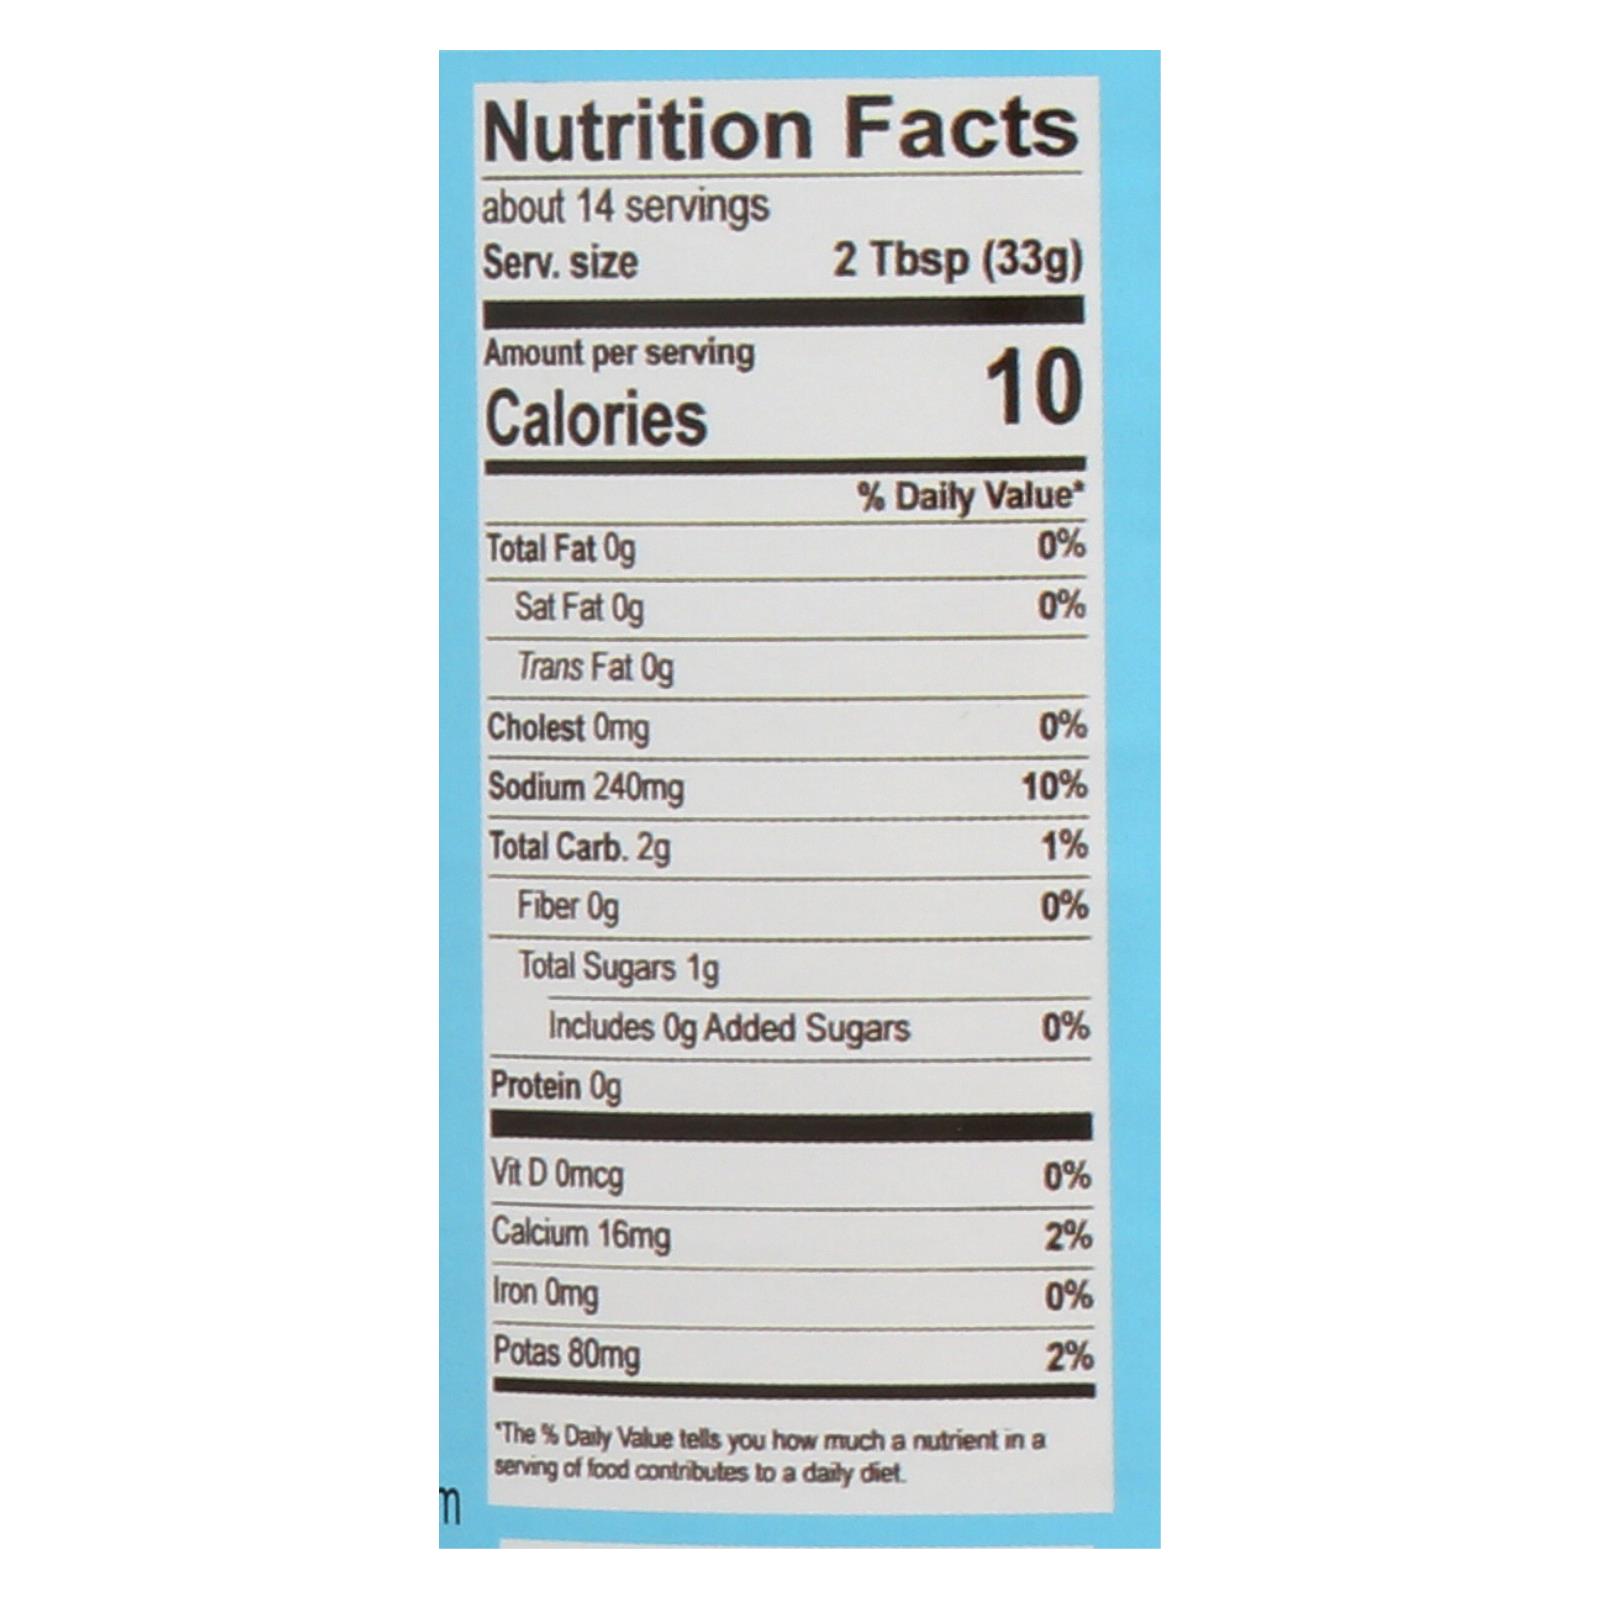 Nutrition Facts
about 14 servings
Serv. size 2 Tbsp (33g)
Amount per serving
Calories 10
% Daily Value*
Total Fat 0g 0%
Sat Fat 0g 0%
Trans Fat 0g
Cholest 0mg 0%
Sodium 240mg 10%
Total Carb. 2g 1%
Fiber 0g 0%
Total Sugars 1g
Includes 0g Added Sugars 0%
Protein 0g
Vit D 0mcg 0%
Calcium 16mg 2%
Iron 0mg 0%
Potas 80mg 2%
*The % Daily Value tells you how much a nutrient in a
serving of food contributes to a daily diet.
m